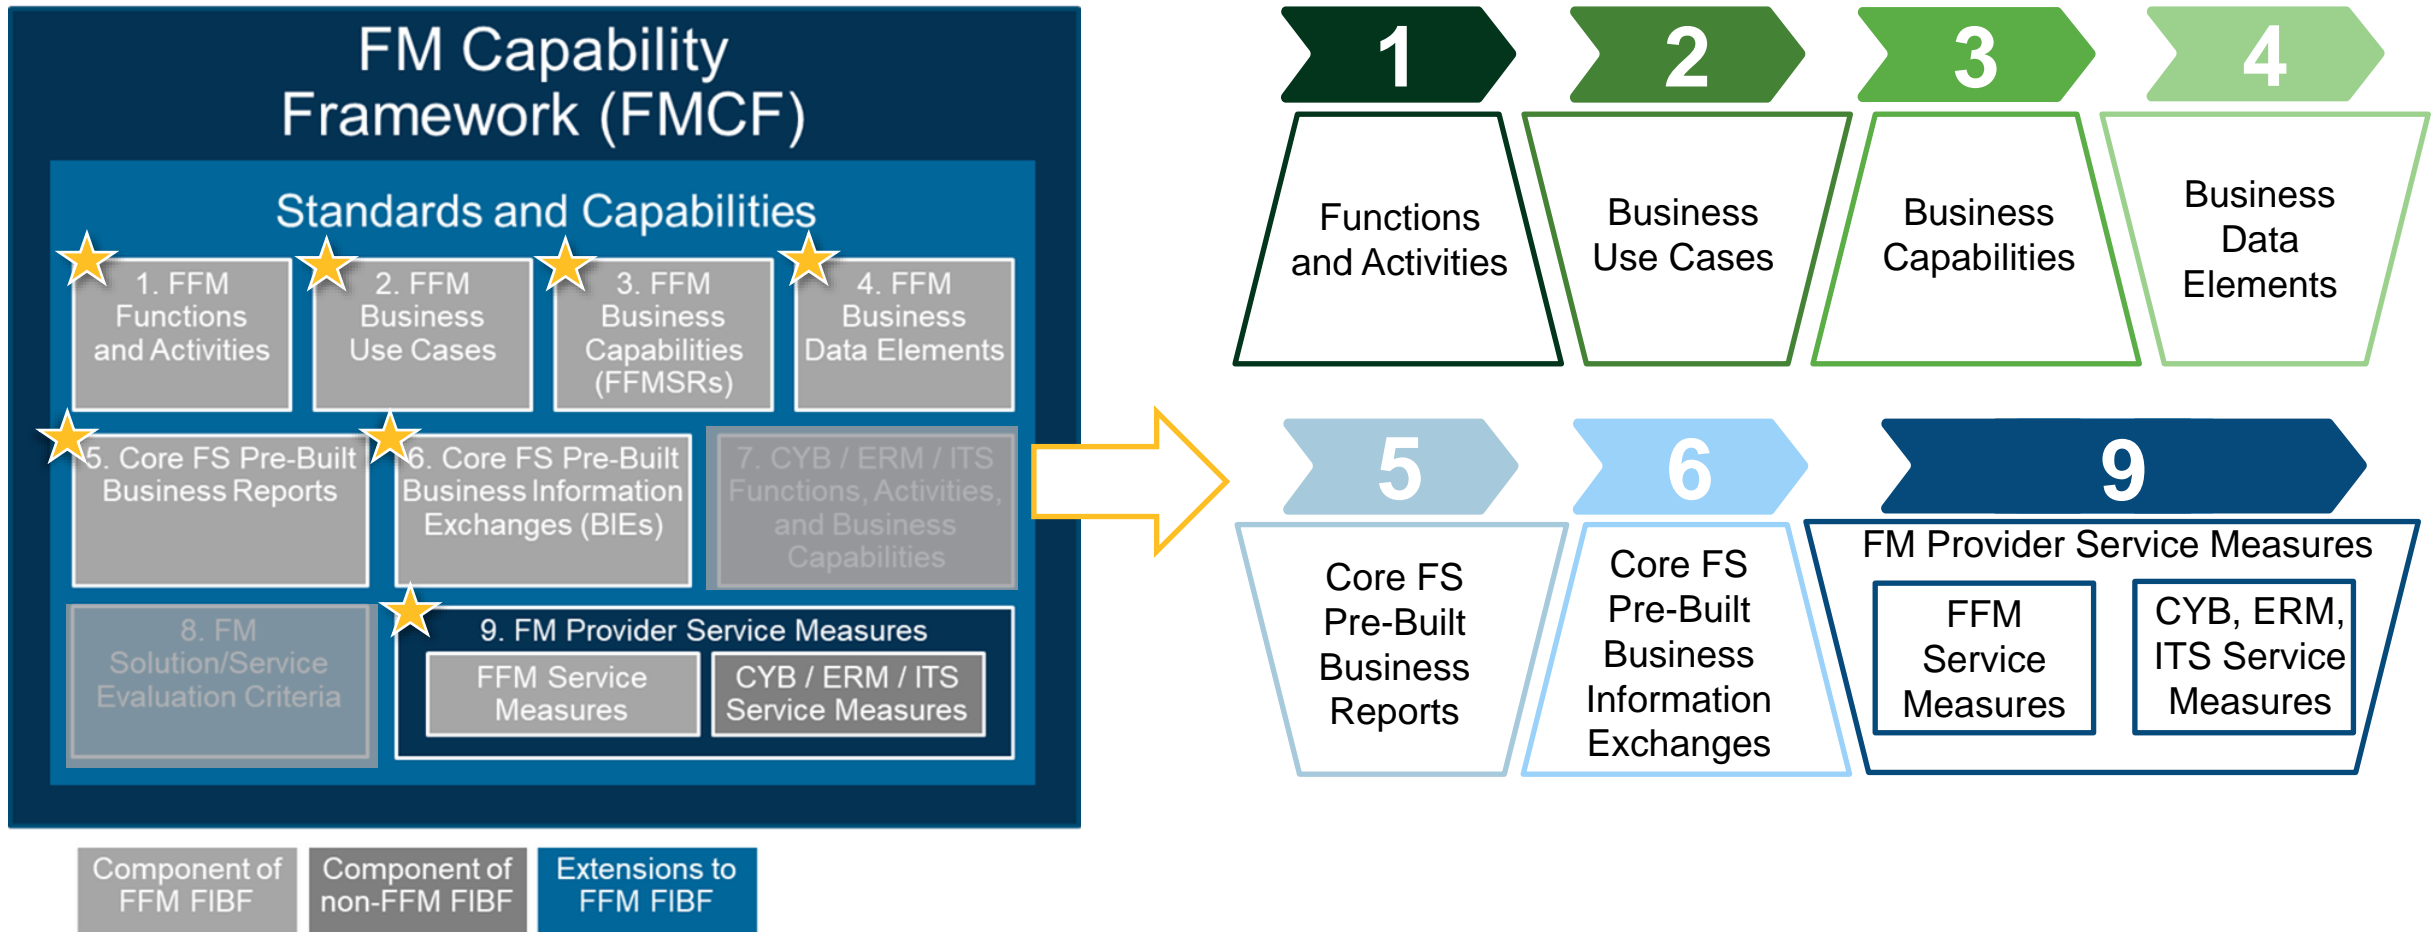 FM Capability
Framework (FMCF)
Standards and Capabilities
1. FFM
Functions
and Activities
2. FFM
Business
Use Cases
3. FFM
Business
Capabilities
(FFMSRs)
4. FFM
Business
Data Elements
5. Core FS Pre-Built
Business Reports
6. Core FS Pre-Built
Business Information
Exchanges (BIEs)
7. CYB / ERM / ITS
Functions, Activities,
and Business
Capabilities
8. FM
Solution/Service
Evaluation Criteria
9. FM Provider Service Measures
FFM Service
Measures
CYB / ERM / ITS
Service Measures
Component of
FFM FIBF
Component of
non-FFM FIBF
Extensions to
FFM FIBF
1
Functions
and Activities
2
Business
Use Cases
3
Business
Capabilities
4
Business
Data
Elements
5
Core FS
Pre-Built
Business
Reports
6
Core FS
Pre-Built
Business
Information
Exchanges
9
FM Provider Service Measures
FFM
Service
Measures
CYB, ERM,
ITS Service
Measures